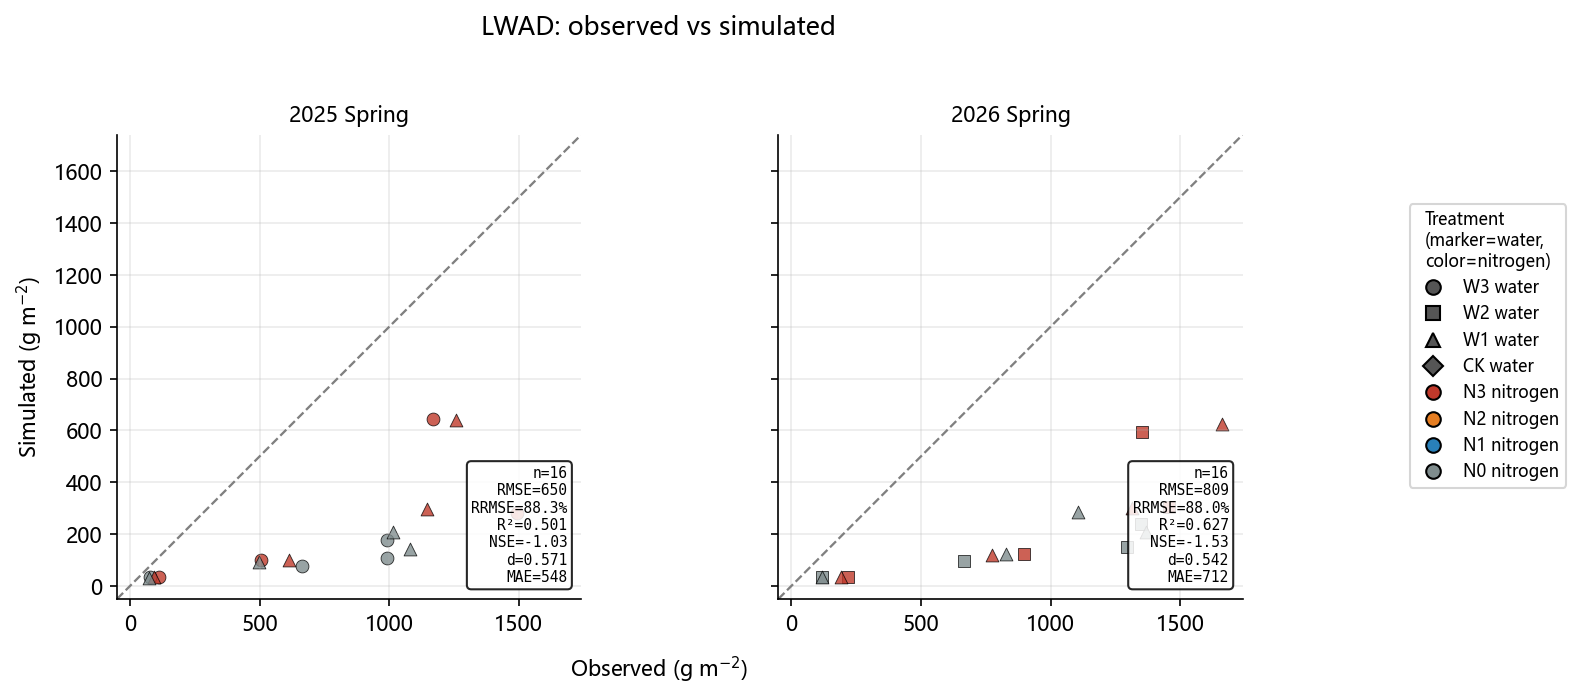 LWAD: observed vs simulated
2025 Spring
2026 Spring
Simulated (g m⁻²)
1600
1400
1200
1000
800
600
400
200
0
0 500 1000 1500
0 500 1000 1500
Observed (g m⁻²)
n=16
RMSE=650
RRMSE=88.3%
R²=0.501
NSE=-1.03
d=0.571
MAE=548
n=16
RMSE=809
RRMSE=88.0%
R²=0.627
NSE=-1.53
d=0.542
MAE=712
Treatment
(marker=water,
color=nitrogen)
W3 water
W2 water
W1 water
CK water
N3 nitrogen
N2 nitrogen
N1 nitrogen
N0 nitrogen